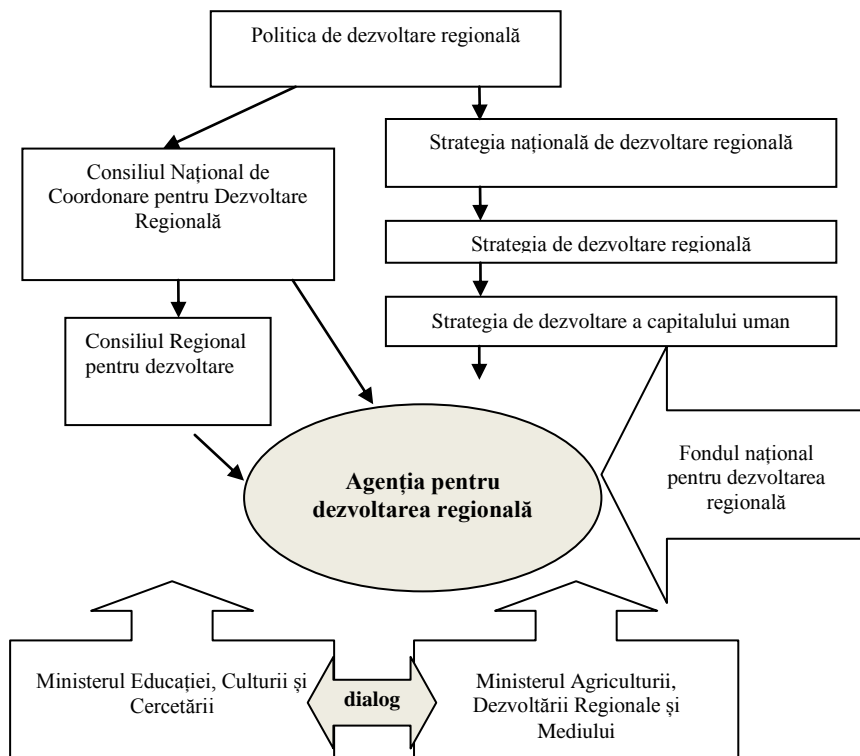 Politica de dezvoltare regională
Strategia națională de dezvoltare regională
Consiliul Național de
Coordonare pentru Dezvoltare
Regională
Strategia de dezvoltare regională
Strategia de dezvoltare a capitalului uman
Consiliul Regional
pentru dezvoltare
Fondul național
pentru dezvoltarea
regională
Agenția pentru
dezvoltarea regională
Ministerul Educației, Culturii și
Cercetării
dialog
Ministerul Agriculturii,
Dezvoltării Regionale și
Mediului